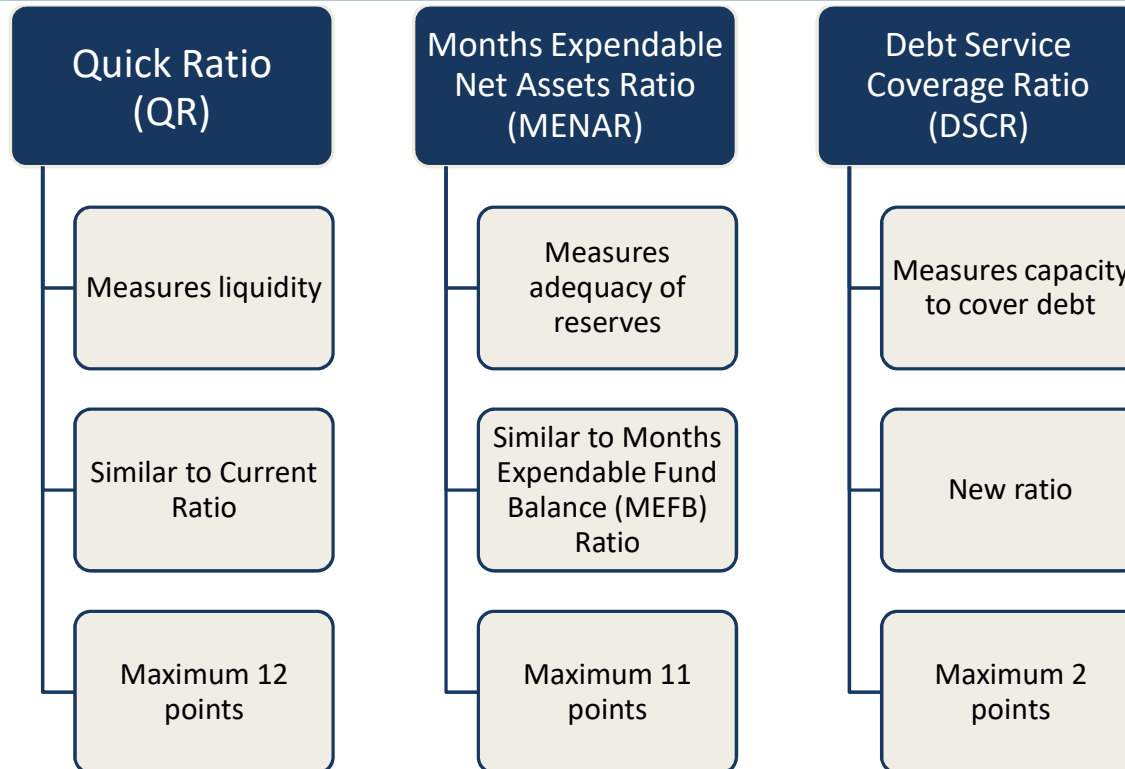 Quick Ratio
(QR)
Measures liquidity
Similar to Current
Ratio
Maximum 12
points
Months Expendable
Net Assets Ratio
(MENAR)
Measures
adequacy of
reserves
Similar to Months
Expendable Fund
Balance (MEFB)
Ratio
Maximum 11
points
Debt Service
Coverage Ratio
(DSCR)
Measures capacity
to cover debt
New ratio
Maximum 2
points